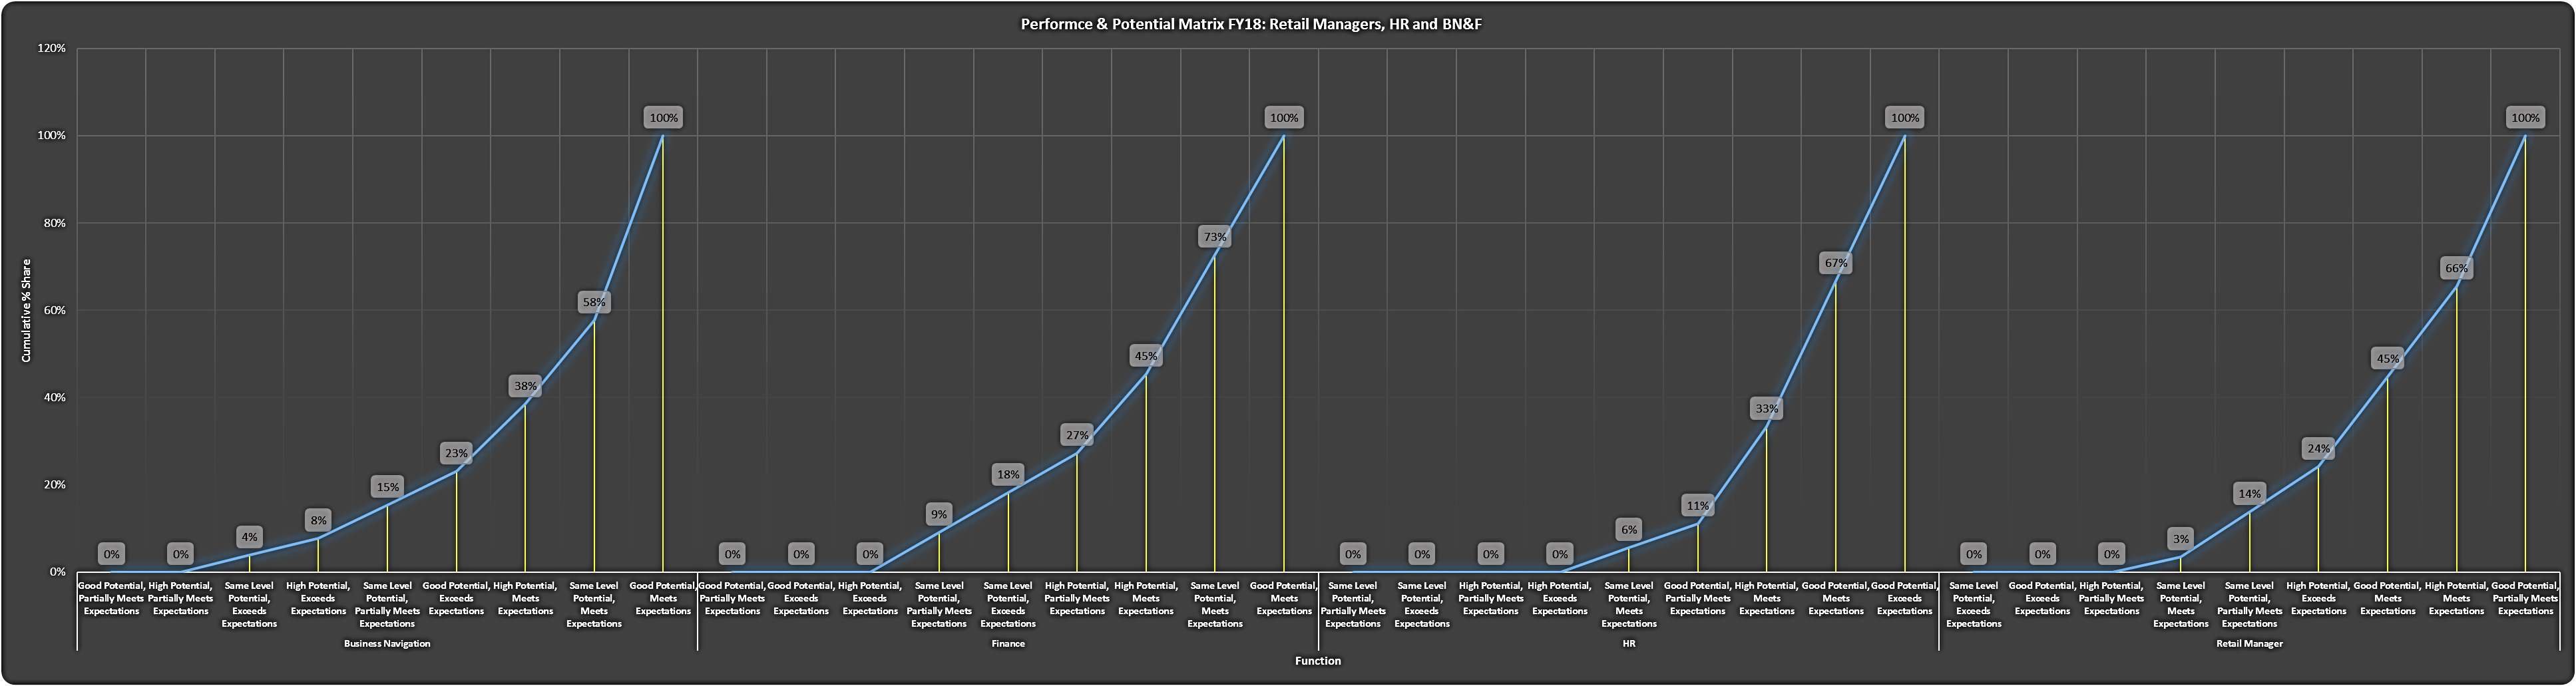 Performce & Potential Matrix FY18: Retail Managers, HR and BN&F
120%
100%
80%
60%
40%
20%
0%
Cumulative % Share
0%
0%
4%
8%
15%
23%
38%
58%
100%
0%
0%
0%
9%
18%
27%
45%
73%
100%
0%
0%
0%
0%
6%
11%
33%
67%
100%
0%
0%
0%
3%
14%
24%
45%
66%
100%
Good Potential,
Partially Meets
Expectations
High Potential,
Partially Meets
Expectations
Same Level
Potential,
Exceeds
Expectations
High Potential,
Exceeds
Expectations
Same Level
Potential,
Partially Meets
Expectations
Good Potential,
Exceeds
Expectations
High Potential,
Meets
Expectations
Same Level
Potential,
Meets
Expectations
Good Potential,
Meets
Expectations
Good Potential,
Partially Meets
Expectations
Good Potential,
Exceeds
Expectations
High Potential,
Exceeds
Expectations
Same Level
Potential,
Partially Meets
Expectations
Same Level
Potential,
Exceeds
Expectations
High Potential,
Partially Meets
Expectations
High Potential,
Meets
Expectations
Same Level
Potential,
Meets
Expectations
Good Potential,
Meets
Expectations
Same Level
Potential,
Partially Meets
Expectations
Same Level
Potential,
Exceeds
Expectations
High Potential,
Partially Meets
Expectations
High Potential,
Exceeds
Expectations
Same Level
Potential,
Meets
Expectations
Good Potential,
Partially Meets
Expectations
High Potential,
Meets
Expectations
Good Potential,
Meets
Expectations
Good Potential,
Exceeds
Expectations
Same Level
Potential,
Exceeds
Expectations
Good Potential,
Exceeds
Expectations
High Potential,
Partially Meets
Expectations
Same Level
Potential,
Meets
Expectations
Same Level
Potential,
Partially Meets
Expectations
High Potential,
Exceeds
Expectations
Good Potential,
Meets
Expectations
High Potential,
Meets
Expectations
Good Potential,
Partially Meets
Expectations
Business Navigation
Finance
HR
Retail Manager
Function